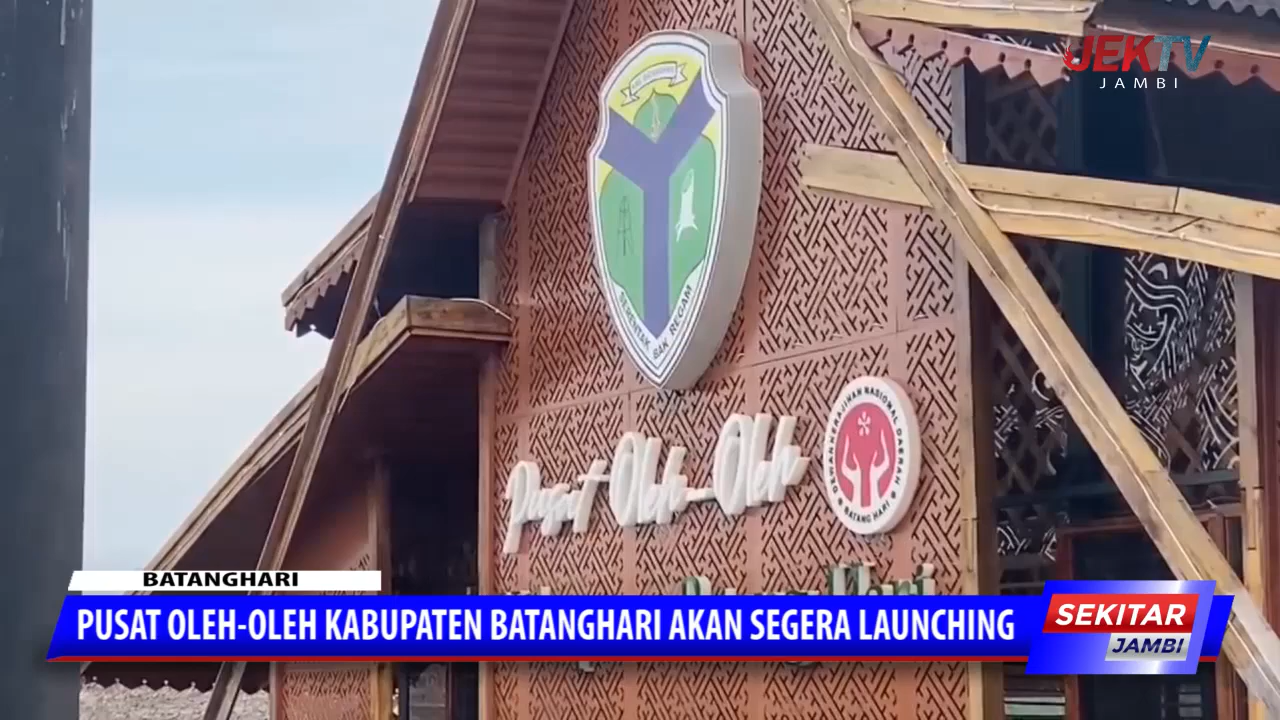 JEKTV
JAMBI
SERENTAK BAK REGAM
Pusat Oleh-Oleh
DEWAN KERAJINAN NASIONAL DAERAH
BATANG HARI
BATANGHARI
PUSAT OLEH-OLEH KABUPATEN BATANGHARI AKAN SEGERA LAUNCHING
SEKITAR
JAMBI